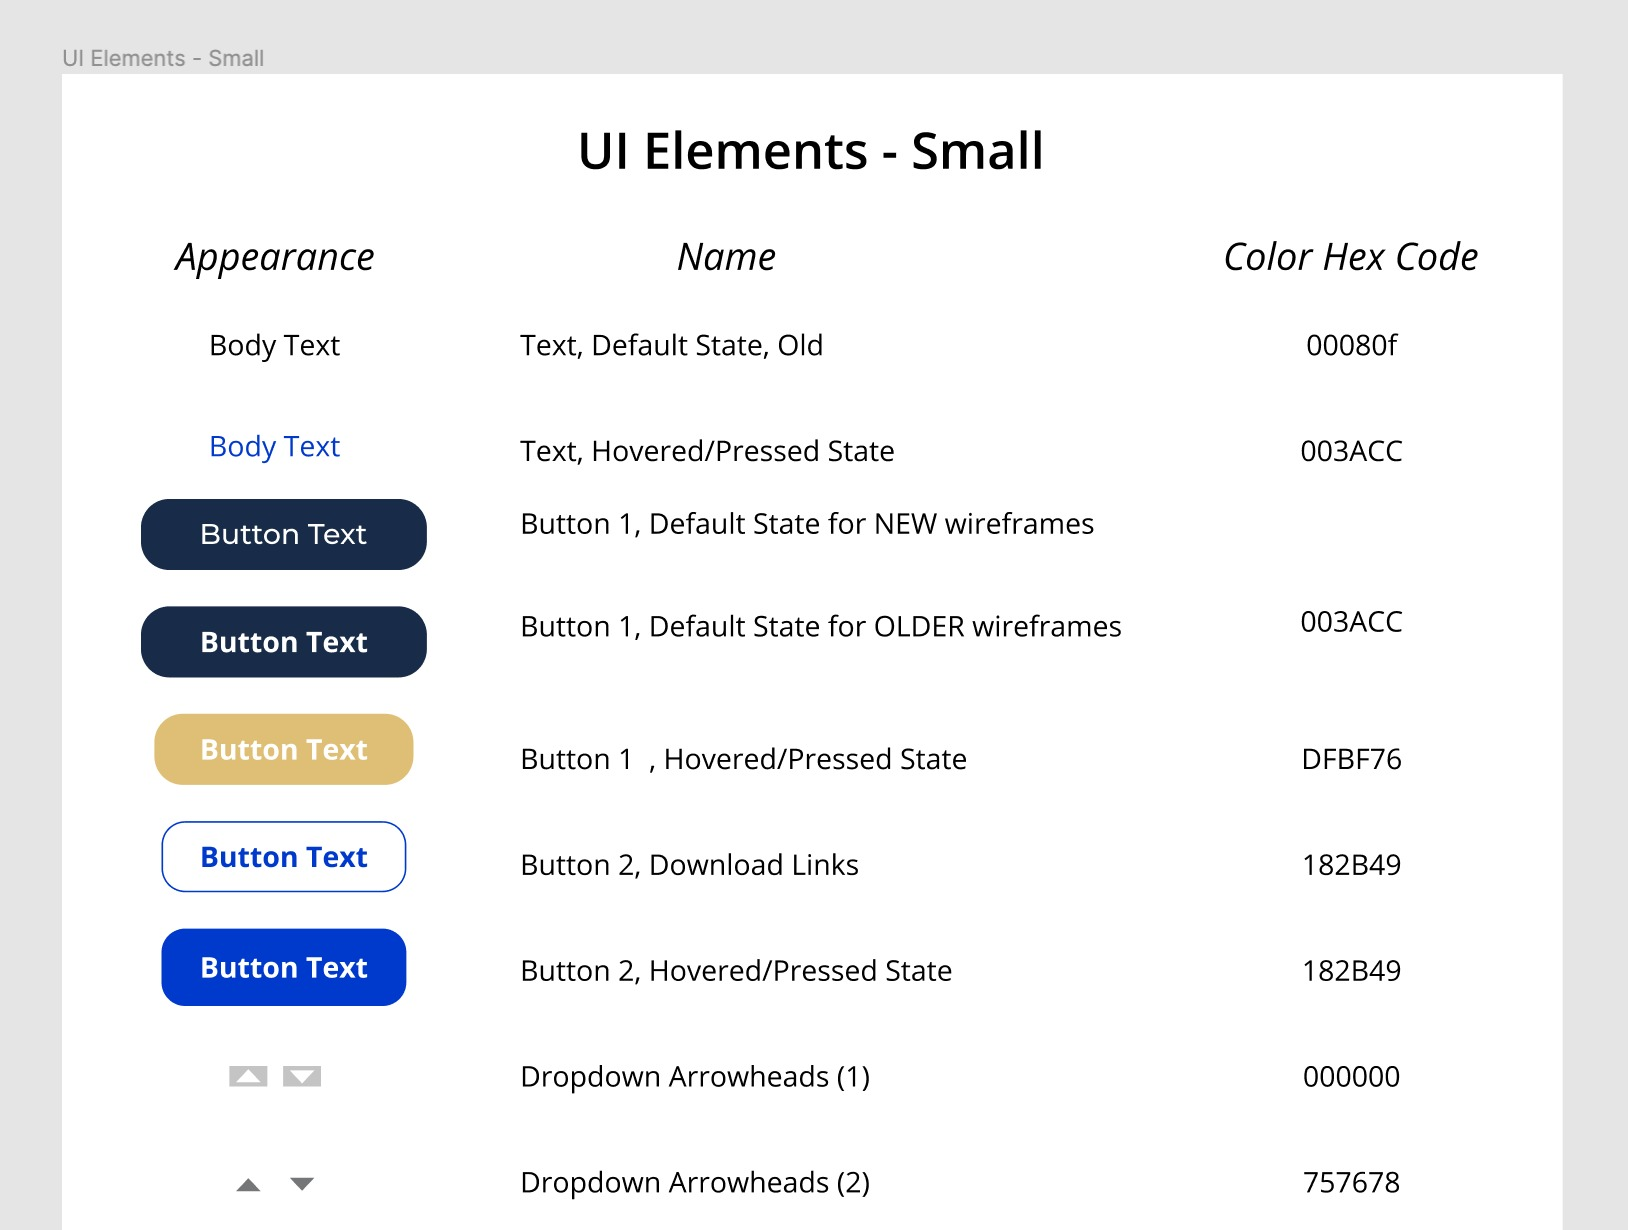 UI Elements - Small
UI Elements - Small
Appearance Name Color Hex Code
Body Text Text, Default State, Old 00080f
Body Text Text, Hovered/Pressed State 003ACC
Button Text Button 1, Default State for NEW wireframes
Button Text Button 1, Default State for OLDER wireframes 003ACC
Button Text Button 1  , Hovered/Pressed State DFBF76
Button Text Button 2, Download Links 182B49
Button Text Button 2, Hovered/Pressed State 182B49
Dropdown Arrowheads (1) 000000
Dropdown Arrowheads (2) 757678